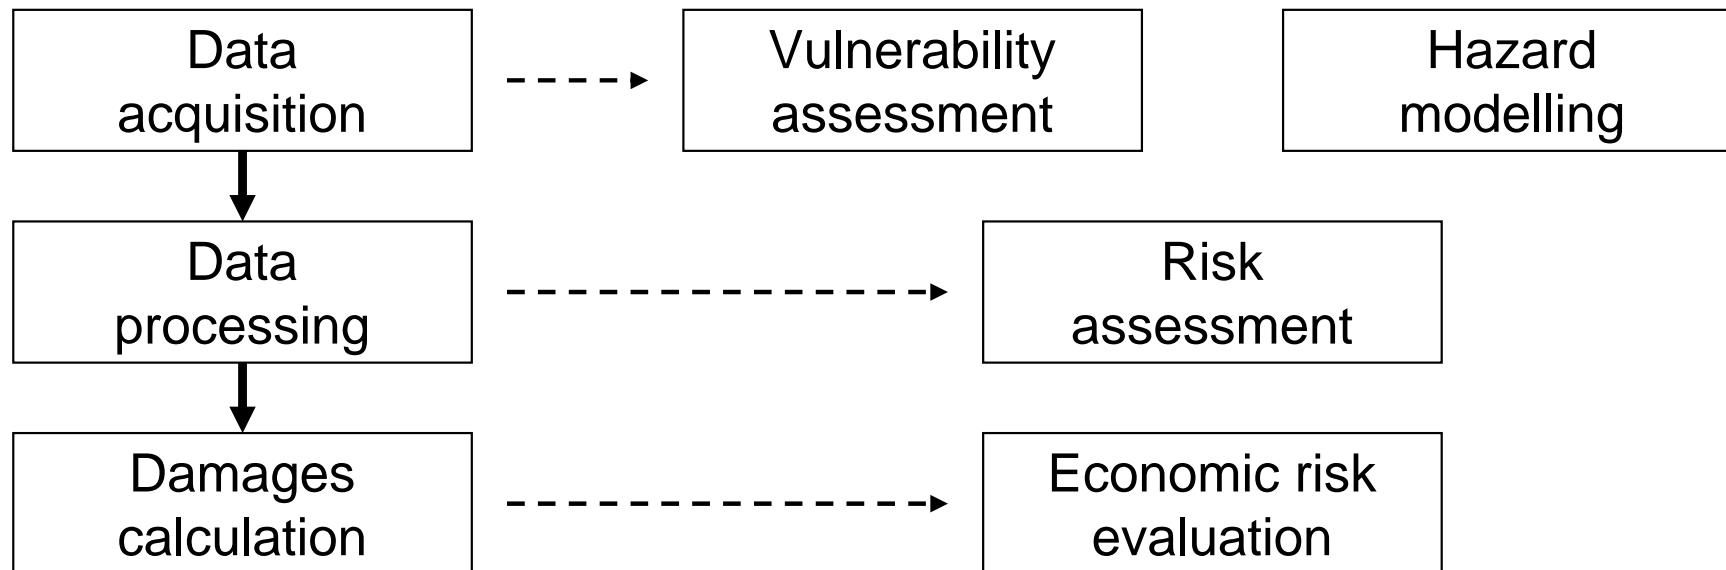 Data
acquisition
Vulnerability
assessment
Hazard
modelling
Data
processing
Risk
assessment
Damages
calculation
Economic risk
evaluation